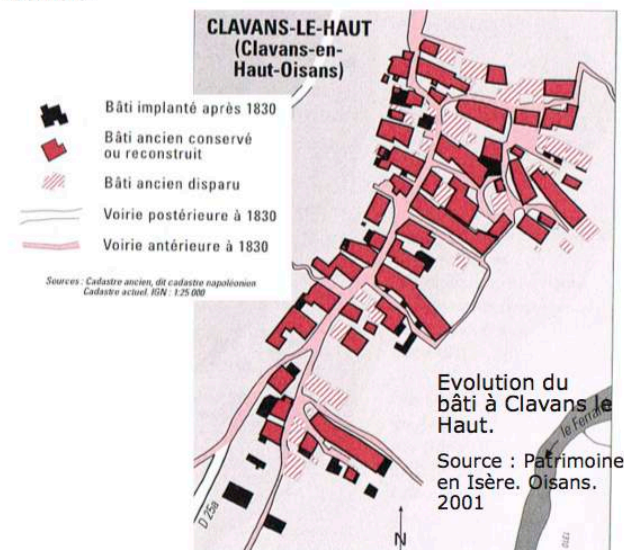 CLAVANS-LE-HAUT
(Clavans-en-
Haut-Oisans)
Bâti implanté après 1830
Bâti ancien conservé
ou reconstruit
Bâti ancien disparu
Voirie postérieure à 1830
Voirie antérieure à 1830
Sources : Cadastre ancien, dit cadastre napoléonien
Cadastre actuel. IGN : 1:25 000
Evolution du
bâti à Clavans le
Haut.
le Ferrand
Source : Patrimoine
en Isère. Oisans.
2001
D 25a
N
1310